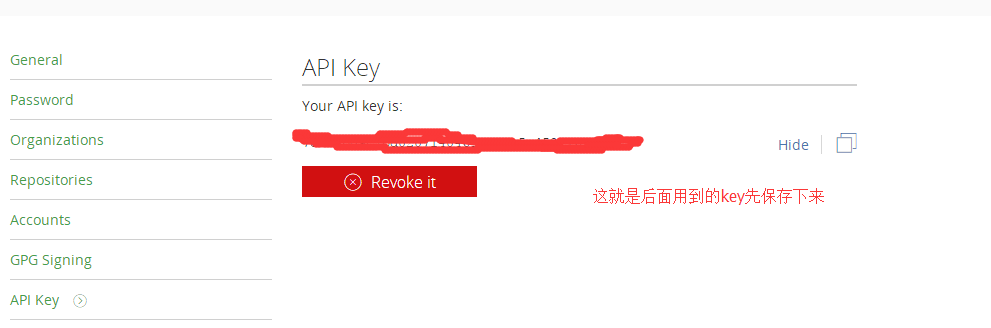 General
Password
Organizations
Repositories
Accounts
GPG Signing
API Key
API Key
Your API key is:
Hide
Revoke it
这就是后面用到的key先保存下来